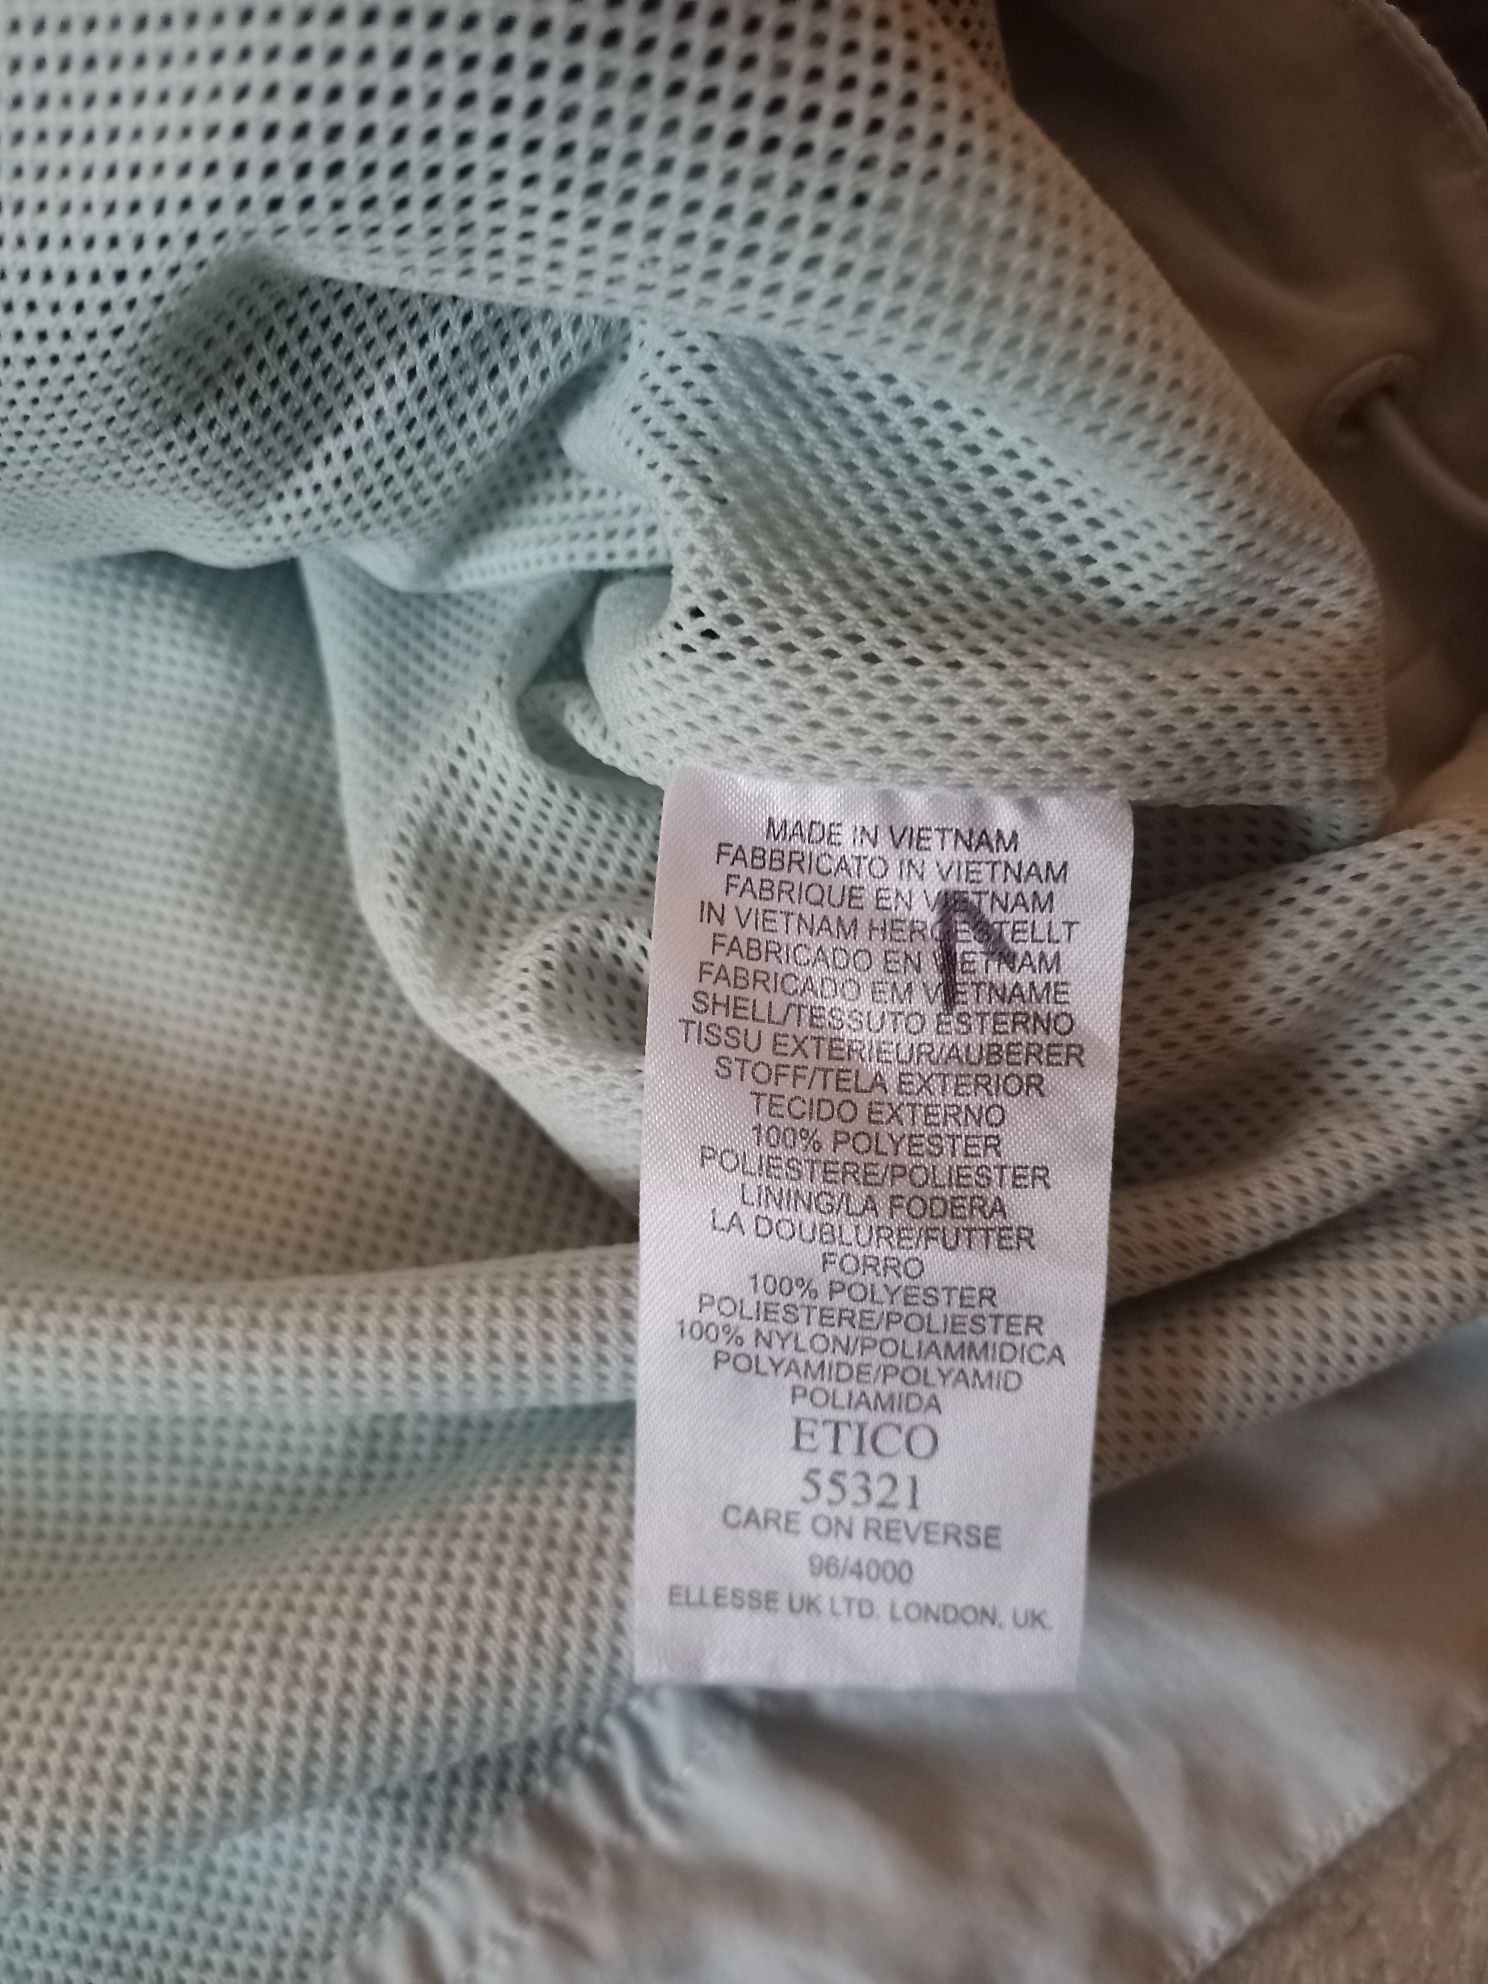 MADE IN VIETNAM
FABBRICATO IN VIETNAM
FABRIQUE EN VIETNAM
IN VIETNAM HERGESTELLT
FABRICADO EN VIETNAM
FABRICADO EM VIETNAME
SHELL/TESSUTO ESTERNO
TISSU EXTERIEUR/AUBERER
STOFF/TELA EXTERIOR
TECIDO EXTERNO
100% POLYESTER
POLIESTERE/POLIESTER
LINING/LA FODERA
LA DOUBLURE/FUTTER
FORRO
100% POLYESTER
POLIESTERE/POLIESTER
100% NYLON/POLIAMMIDICA
POLYAMIDE/POLYAMID
POLIAMIDA
ETICO
55321
CARE ON REVERSE
96/4000
ELLESSE UK LTD. LONDON, UK.